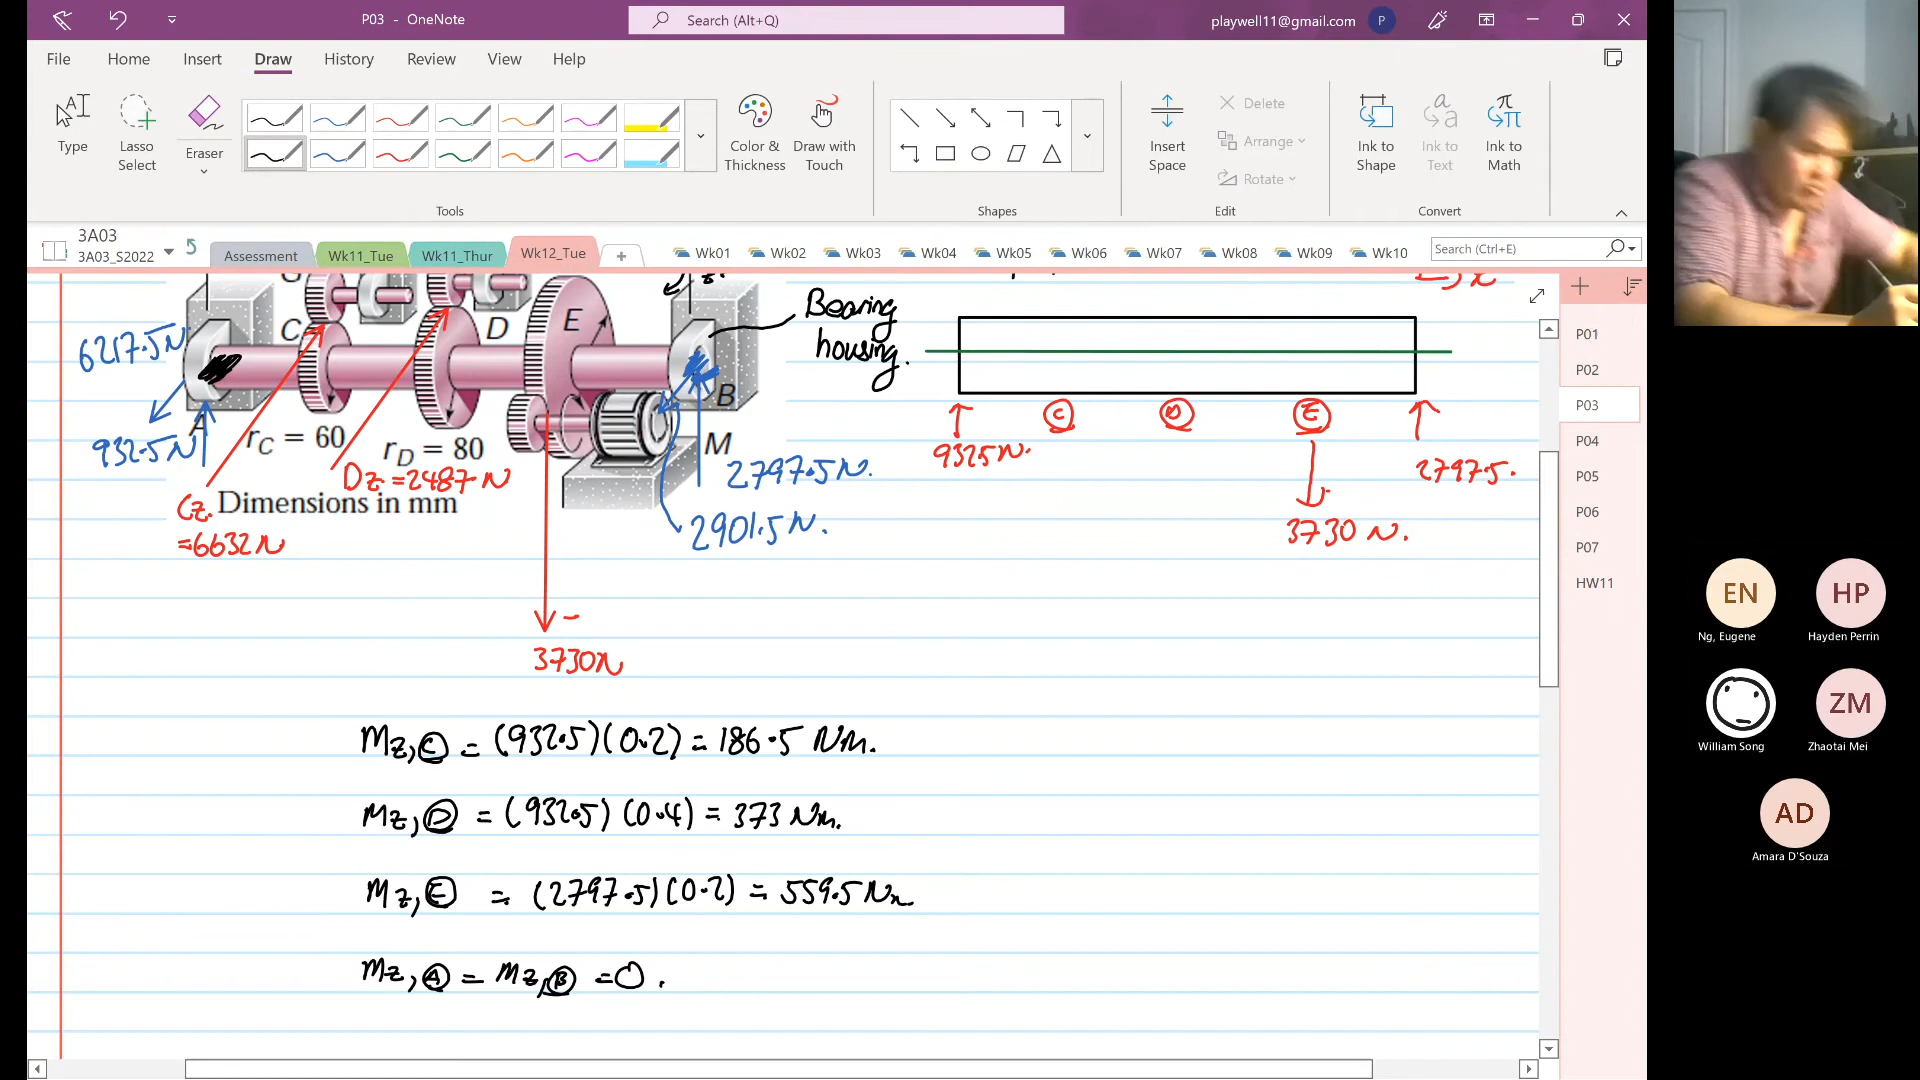 P03 - OneNote
Search (Alt+Q)
playwell11@gmail.com
P
File Home Insert Draw History Review View Help
Type
Lasso Select
Eraser
Color & Thickness
Draw with Touch
Insert Space
Delete
Arrange
Rotate
Ink to Shape
Ink to Text
Ink to Math
Tools
Shapes
Edit
Convert
3A03
3A03_S2022
Assessment
Wk11_Tue
Wk11_Thur
Wk12_Tue
Wk01
Wk02
Wk03
Wk04
Wk05
Wk06
Wk07
Wk08
Wk09
Wk10
Search (Ctrl+E)
P01
P02
P03
P04
P05
P06
P07
HW11
C
D
E
Bearing housing.
6217.5N
A
932.5N
B
M
rC = 60
rD = 80
Dz = 2487 N
2797.5N.
2901.5N.
Cz. = 6632N
Dimensions in mm
3730N
C
D
E
932.5 N.
2797.5.
3730 N.
Mz,C = (932.5)(0.2) = 186.5 Nm.
Mz,D = (932.5)(0.4) = 373 Nm.
Mz,E = (2797.5)(0.2) = 559.5 Nm
Mz,A = Mz,B = 0.
EN
Ng, Eugene
HP
Hayden Perrin
William Song
ZM
Zhaotai Mei
AD
Amara D'Souza